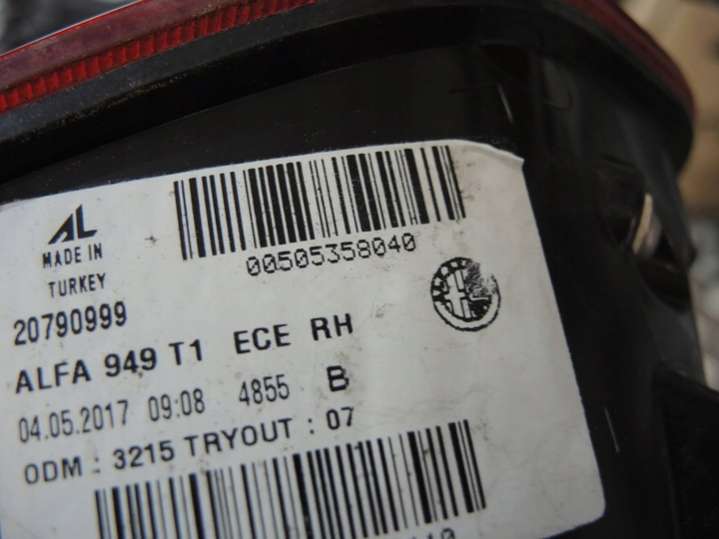 AL
MADE IN
TURKEY
00505358040
20790999
ALFA 949 T1 ECE RH
04.05.2017 09:08 4855 B
ODM : 3215 TRYOUT : 07